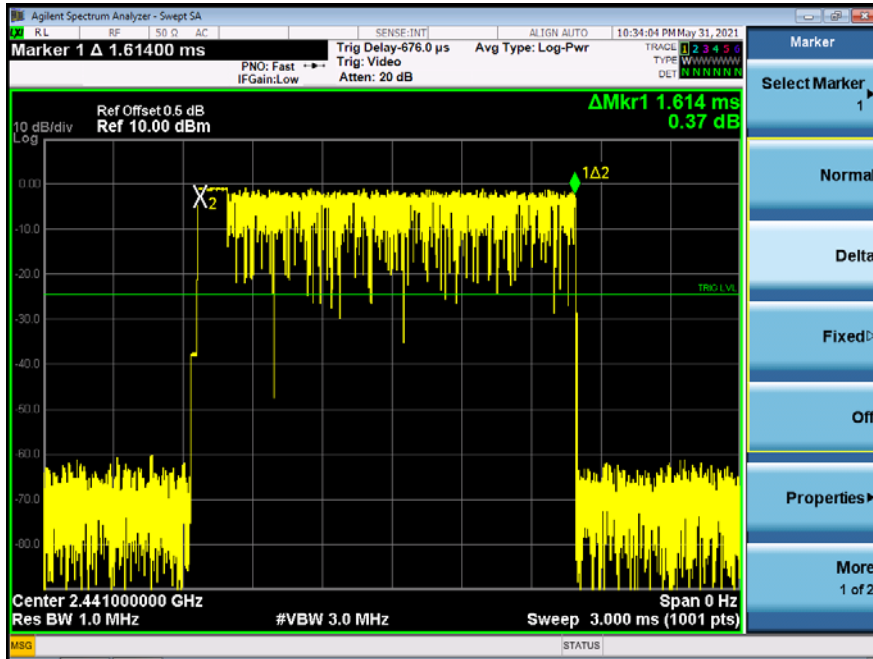 Agilent Spectrum Analyzer - Swept SA
LXI RL RF 50 Ω AC SENSE:INT ALIGN AUTO 10:34:04 PM May 31, 2021
Marker 1 Δ 1.61400 ms
PNO: Fast
IFGain:Low
Trig Delay-676.0 µs
Trig: Video
Atten: 20 dB
Avg Type: Log-Pwr
TRACE 1 2 3 4 5 6
TYPE WWWWWW
DET N N N N N N
ΔMkr1 1.614 ms
0.37 dB
Ref Offset 0.5 dB
10 dB/div Ref 10.00 dBm
Log
0.00
-10.0
-20.0
-30.0
-40.0
-50.0
-60.0
-70.0
-80.0
X2
1Δ2
TRIG LVL
Center 2.441000000 GHz Span 0 Hz
Res BW 1.0 MHz #VBW 3.0 MHz Sweep 3.000 ms (1001 pts)
MSG STATUS
Marker
Select Marker
1
Normal
Delta
Fixed
Off
Properties
More
1 of 2